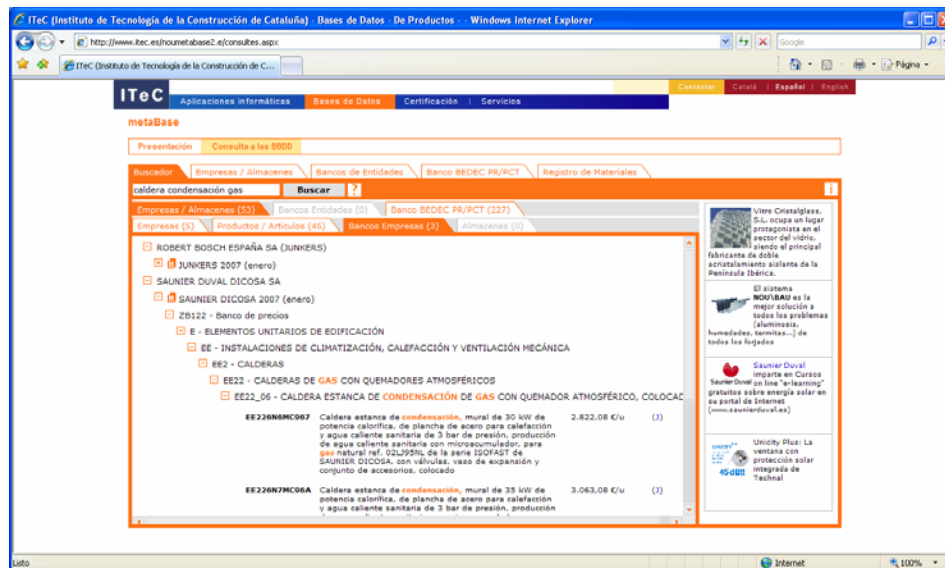 ITeC (Instituto de Tecnología de la Construcción de Cataluña) - Bases de Datos - De Productos - - Windows Internet Explorer
http://www.itec.es/noumetabase2.e/consultes.aspx
Google
ITeC (Instituto de Tecnología de la Construcción de C...
Página
ITeC
Contactar Català | Español | English
Aplicaciones informáticas Bases de Datos Certificación | Servicios
metaBase
Presentación Consulta a las BBDD
Buscador Empresas / Almacenes Bancos de Entidades Banco BEDEC PR/PCT Registro de Materiales
caldera condensación gas Buscar ? i
Empresas / Almacenes (53) Bancos Entidades (0) Banco BEDEC PR/PCT (227)
Empresas (5) Productos / Artículos (45) Bancos Empresas (3) Almacenes (0)
ROBERT BOSCH ESPAÑA SA (JUNKERS)
JUNKERS 2007 (enero)
SAUNIER DUVAL DICOSA SA
SAUNIER DICOSA 2007 (enero)
ZB122 - Banco de precios
E - ELEMENTOS UNITARIOS DE EDIFICACIÓN
EE - INSTALACIONES DE CLIMATIZACIÓN, CALEFACCIÓN Y VENTILACIÓN MECÁNICA
EE2 - CALDERAS
EE22 - CALDERAS DE GAS CON QUEMADORES ATMOSFÉRICOS
EE22_06 - CALDERA ESTANCA DE CONDENSACIÓN DE GAS CON QUEMADOR ATMOSFÉRICO, COLOCAD
EE226N6MC967 Caldera estanca de condensación, mural de 30 kW de 2.822,08 €/u (J)
potencia calorífica, de plancha de acero para calefacción
y agua caliente sanitaria de 3 bar de presión, producción
de agua caliente sanitaria con microacumulador, para
gas natural ref. 02LJ95NL de la serie ISOFAST de
SAUNIER DICOSA, con válvulas, vaso de expansión y
conjunto de accesorios, colocado
EE226N7MC96A Caldera estanca de condensación, mural de 35 kW de 3.063,08 €/u (J)
potencia calorífica, de plancha de acero para calefacción
y agua caliente sanitaria de 3 bar de presión, producción
Vitro Cristalglass,
S.L. ocupa un lugar
protagonista en el
sector del vidrio,
siendo el principal
fabricante de doble
acristalamiento aislante de la
Península Ibérica.
El sistema
NOU\BAU es la
mejor solución a
todos los problemas
(aluminosis,
humedades, termitas...) de
todos los forjados
Saunier Duval
imparte en Cursos
Saunier Duval on line "e-learning"
gratuitos sobre energía solar en
su portal de Internet
(www.saunierduval.es)
Unicity Plus: La
ventana con
protección solar
integrada de
Technal
Listo Internet 100%